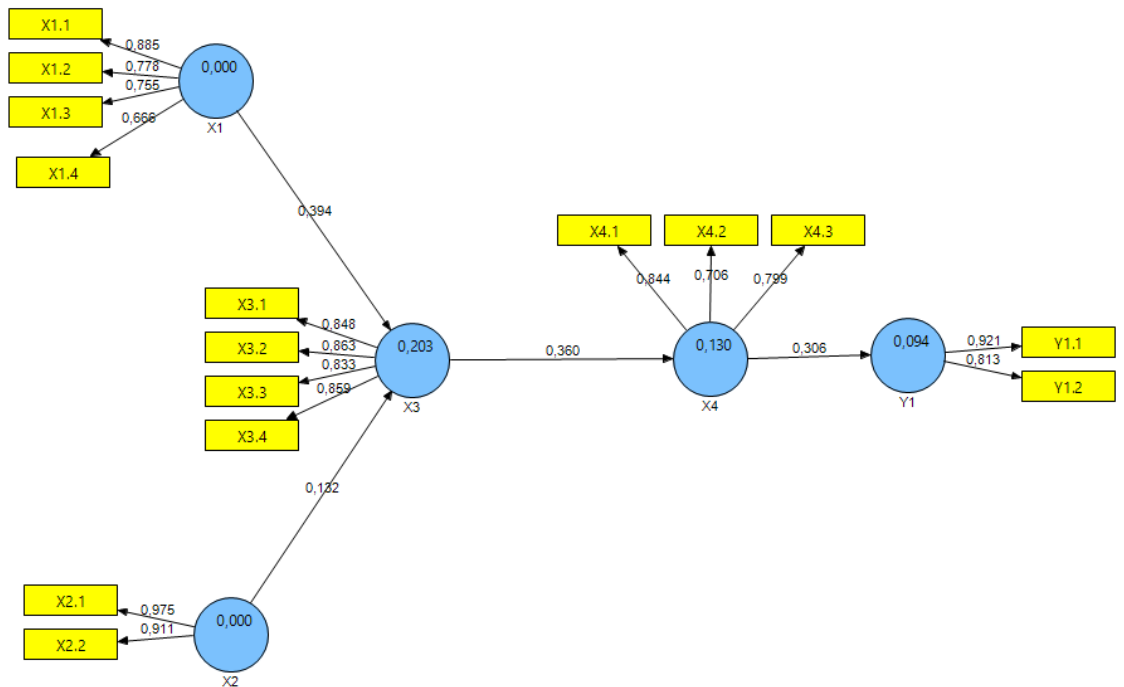 X1.1
0,885
X1.2
0,778
X1.3
0,755
X1.4
0,666
0,000
X1
0,394
X3.1
0,848
X3.2
0,863
X3.3
0,833
X3.4
0,859
0,203
X3
0,132
X2.1
0,975
X2.2
0,911
0,000
X2
0,360
X4.1
X4.2
X4.3
0,844
0,706
0,799
0,130
X4
0,306
0,094
Y1
0,921
Y1.1
0,813
Y1.2